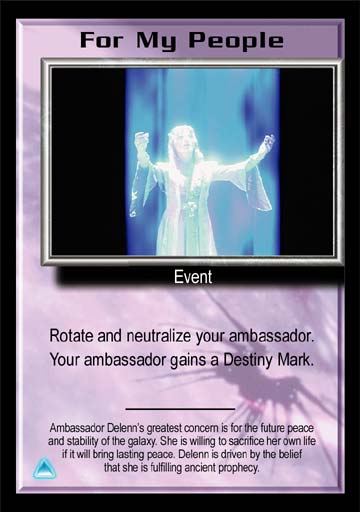 For My People
Event
Rotate and neutralize your ambassador.
Your ambassador gains a Destiny Mark.
Ambassador Delenn's greatest concern is for the future peace
and stability of the galaxy. She is willing to sacrifice her own life
if it will bring lasting peace. Delenn is driven by the belief
that she is fulfilling ancient prophecy.